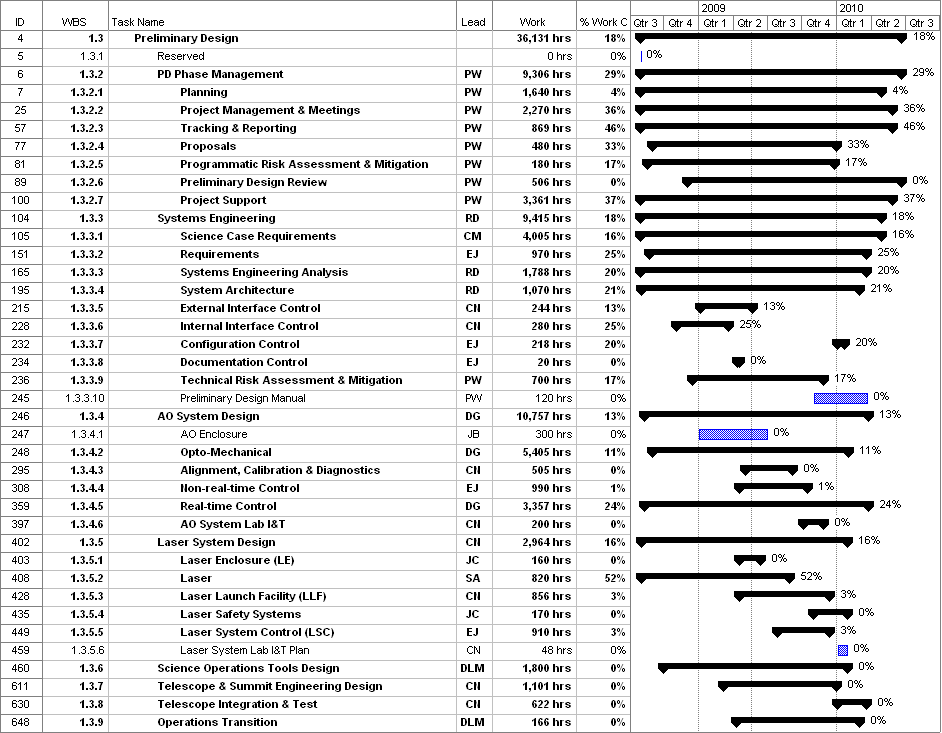 2009 2010
ID WBS Task Name Lead Work % Work C Qtr 3 Qtr 4 Qtr 1 Qtr 2 Qtr 3 Qtr 4 Qtr 1 Qtr 2 Qtr 3
4 1.3 Preliminary Design 36,131 hrs 18% 18%
5 1.3.1 Reserved 0 hrs 0% 0%
6 1.3.2 PD Phase Management PW 9,306 hrs 29% 29%
7 1.3.2.1 Planning PW 1,640 hrs 4% 4%
25 1.3.2.2 Project Management & Meetings PW 2,270 hrs 36% 36%
57 1.3.2.3 Tracking & Reporting PW 869 hrs 46% 46%
77 1.3.2.4 Proposals PW 480 hrs 33% 33%
81 1.3.2.5 Programmatic Risk Assessment & Mitigation PW 180 hrs 17% 17%
89 1.3.2.6 Preliminary Design Review PW 506 hrs 0% 0%
100 1.3.2.7 Project Support PW 3,361 hrs 37% 37%
104 1.3.3 Systems Engineering RD 9,415 hrs 18% 18%
105 1.3.3.1 Science Case Requirements CM 4,005 hrs 16% 16%
151 1.3.3.2 Requirements EJ 970 hrs 25% 25%
165 1.3.3.3 Systems Engineering Analysis RD 1,788 hrs 20% 20%
195 1.3.3.4 System Architecture RD 1,070 hrs 21% 21%
215 1.3.3.5 External Interface Control CN 244 hrs 13% 13%
228 1.3.3.6 Internal Interface Control CN 280 hrs 25% 25%
232 1.3.3.7 Configuration Control EJ 218 hrs 20% 20%
234 1.3.3.8 Documentation Control EJ 20 hrs 0% 0%
236 1.3.3.9 Technical Risk Assessment & Mitigation PW 700 hrs 17% 17%
245 1.3.3.10 Preliminary Design Manual PW 120 hrs 0% 0%
246 1.3.4 AO System Design DG 10,757 hrs 13% 13%
247 1.3.4.1 AO Enclosure JB 300 hrs 0% 0%
248 1.3.4.2 Opto-Mechanical DG 5,405 hrs 11% 11%
295 1.3.4.3 Alignment, Calibration & Diagnostics CN 505 hrs 0% 0%
308 1.3.4.4 Non-real-time Control EJ 990 hrs 1% 1%
359 1.3.4.5 Real-time Control DG 3,357 hrs 24% 24%
397 1.3.4.6 AO System Lab I&T CN 200 hrs 0% 0%
402 1.3.5 Laser System Design CN 2,964 hrs 16% 16%
403 1.3.5.1 Laser Enclosure (LE) JC 160 hrs 0% 0%
408 1.3.5.2 Laser SA 820 hrs 52% 52%
428 1.3.5.3 Laser Launch Facility (LLF) CN 856 hrs 3% 3%
435 1.3.5.4 Laser Safety Systems JC 170 hrs 0% 0%
449 1.3.5.5 Laser System Control (LSC) EJ 910 hrs 3% 3%
459 1.3.5.6 Laser System Lab I&T Plan CN 48 hrs 0% 0%
460 1.3.6 Science Operations Tools Design DLM 1,800 hrs 0% 0%
611 1.3.7 Telescope & Summit Engineering Design CN 1,101 hrs 0% 0%
630 1.3.8 Telescope Integration & Test CN 622 hrs 0% 0%
648 1.3.9 Operations Transition DLM 166 hrs 0% 0%